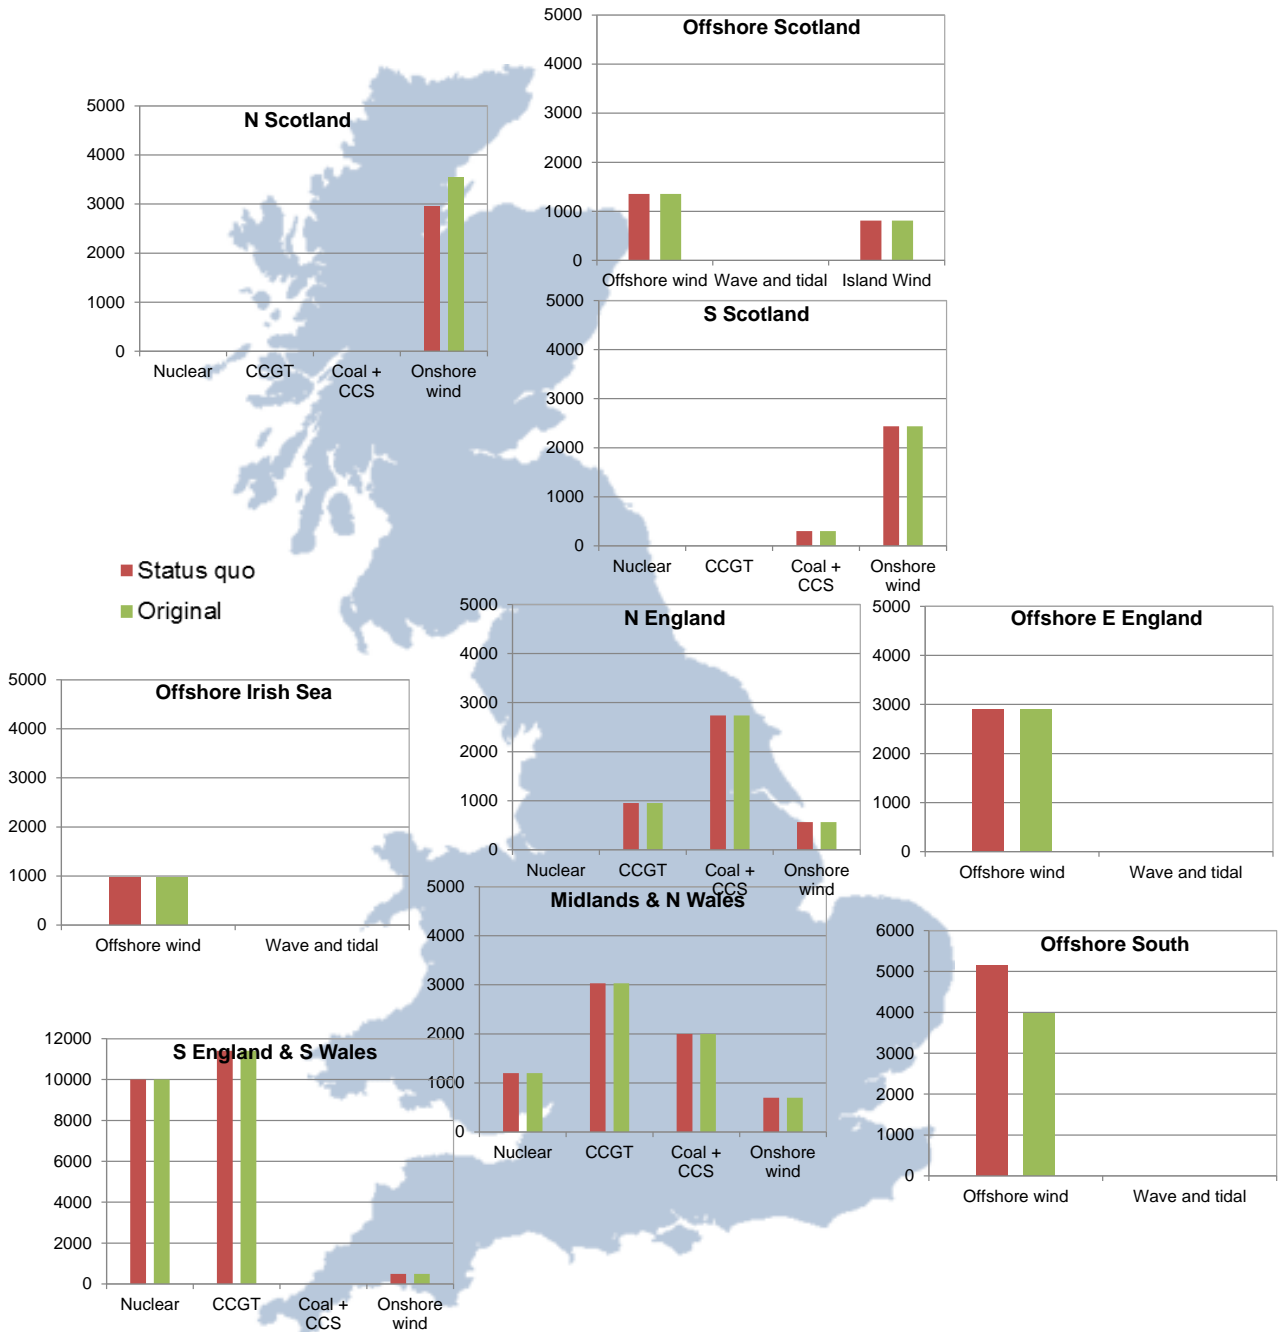 Offshore Scotland
5000
4000
3000
2000
1000
0
Offshore wind Wave and tidal Island Wind
N Scotland
5000
4000
3000
2000
1000
0
Nuclear CCGT Coal + Onshore
CCS wind
S Scotland
5000
4000
3000
2000
1000
0
Nuclear CCGT Coal + Onshore
CCS wind
Status quo
Original
N England
5000
4000
3000
2000
1000
0
Nuclear CCGT Coal + Onshore
CCS wind
Offshore E England
5000
4000
3000
2000
1000
0
Offshore wind Wave and tidal
Offshore Irish Sea
5000
4000
3000
2000
1000
0
Offshore wind Wave and tidal
Midlands & N Wales
5000
4000
3000
2000
1000
0
Nuclear CCGT Coal + Onshore
CCS wind
Offshore South
6000
5000
4000
3000
2000
1000
0
Offshore wind Wave and tidal
S England & S Wales
12000
10000
8000
6000
4000
2000
0
Nuclear CCGT Coal + Onshore
CCS wind